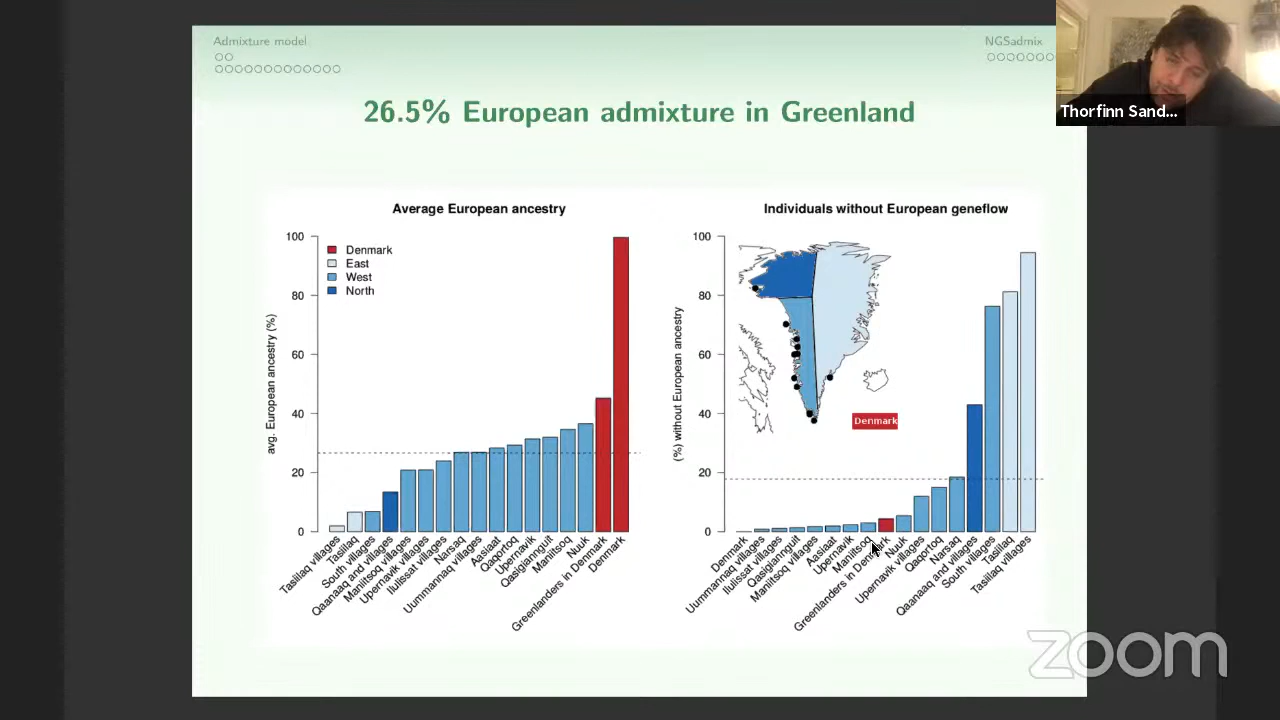 Admixture model
NGSadmix
Thorfinn Sand...
26.5% European admixture in Greenland
Average European ancestry
avg. European ancestry (%)
100
80
60
40
20
0
Denmark
East
West
North
Tasiilaq villages
Tasiilaq
South villages
Qaanaaq and villages
Maniitsoq villages
Upernavik villages
Ilulissat villages
Narsaq
Uummannaq villages
Aasiaat
Qaqortoq
Upernavik
Qasigiannguit
Maniitsoq
Nuuk
Greenlanders in Denmark
Denmark
Individuals without European geneflow
(%) without European ancestry
100
80
60
40
20
0
Denmark
Denmark
Uummannaq villages
Ilulissat villages
Qasigiannguit
Maniitsoq villages
Aasiaat
Upernavik
Maniitsoq
Greenlanders in Denmark
Nuuk
Upernavik villages
Qaqortoq
Narsaq
Qaanaaq and villages
South villages
Tasiilaq
Tasiilaq villages
zoom